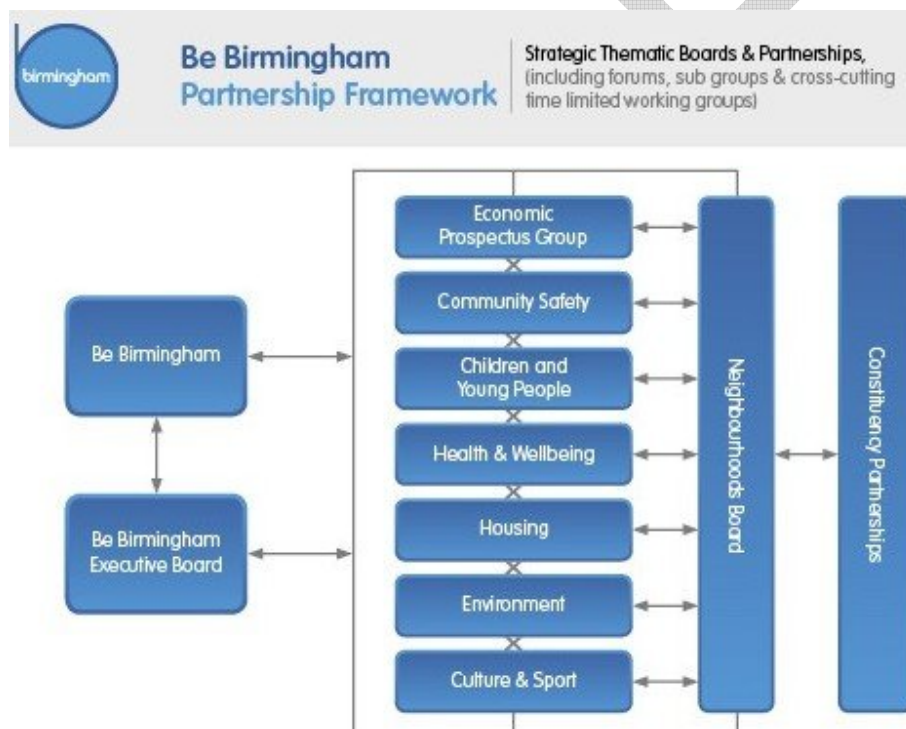 birmingham
Be Birmingham
Partnership Framework
Strategic Thematic Boards & Partnerships,
(including forums, sub groups & cross-cutting
time limited working groups)
Be Birmingham
Be Birmingham
Executive Board
Economic
Prospectus Group
Community Safety
Children and
Young People
Health & Wellbeing
Housing
Environment
Culture & Sport
Neighbourhoods Board
Constituency Partnerships